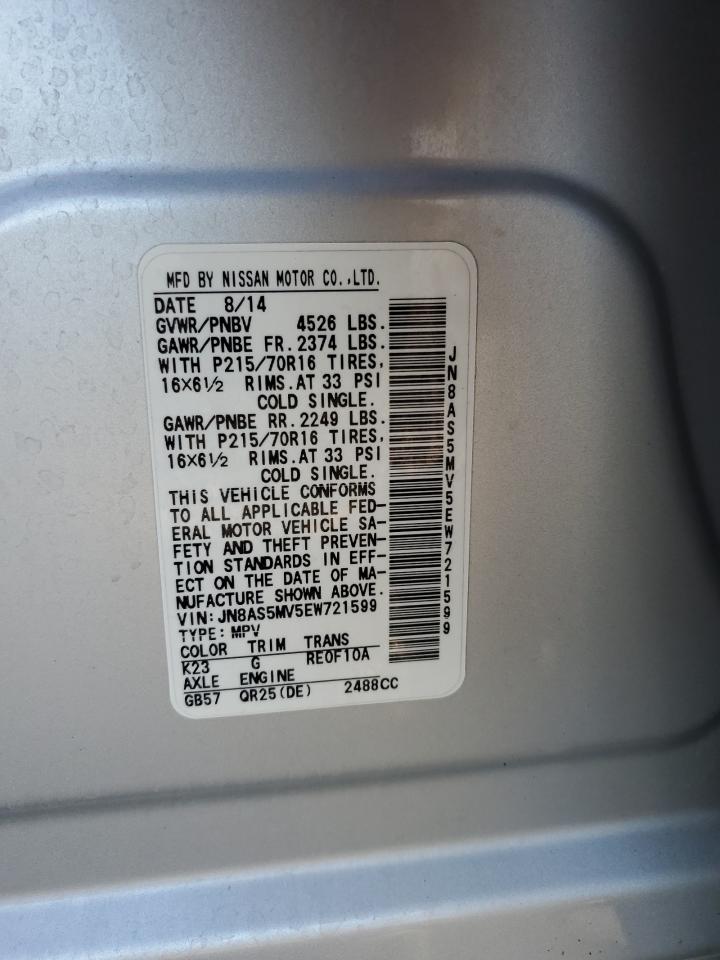 MFD BY NISSAN MOTOR CO.,LTD.
DATE 8/14
GVWR/PNBV 4526 LBS.
GAWR/PNBE FR.2374 LBS.
WITH P215/70R16 TIRES,
16×6½ RIMS.AT 33 PSI
COLD SINGLE.
GAWR/PNBE RR.2249 LBS.
WITH P215/70R16 TIRES,
16×6½ RIMS.AT 33 PSI
COLD SINGLE.
THIS VEHICLE CONFORMS
TO ALL APPLICABLE FED-
ERAL MOTOR VEHICLE SA-
FETY AND THEFT PREVEN-
TION STANDARDS IN EFF-
ECT ON THE DATE OF MA-
NUFACTURE SHOWN ABOVE.
VIN:JN8AS5MV5EW721599
TYPE:MPV
COLOR TRIM TRANS
K23 G RE0F10A
AXLE ENGINE
GB57 QR25(DE) 2488CC
JN8AS5MV5EW721599